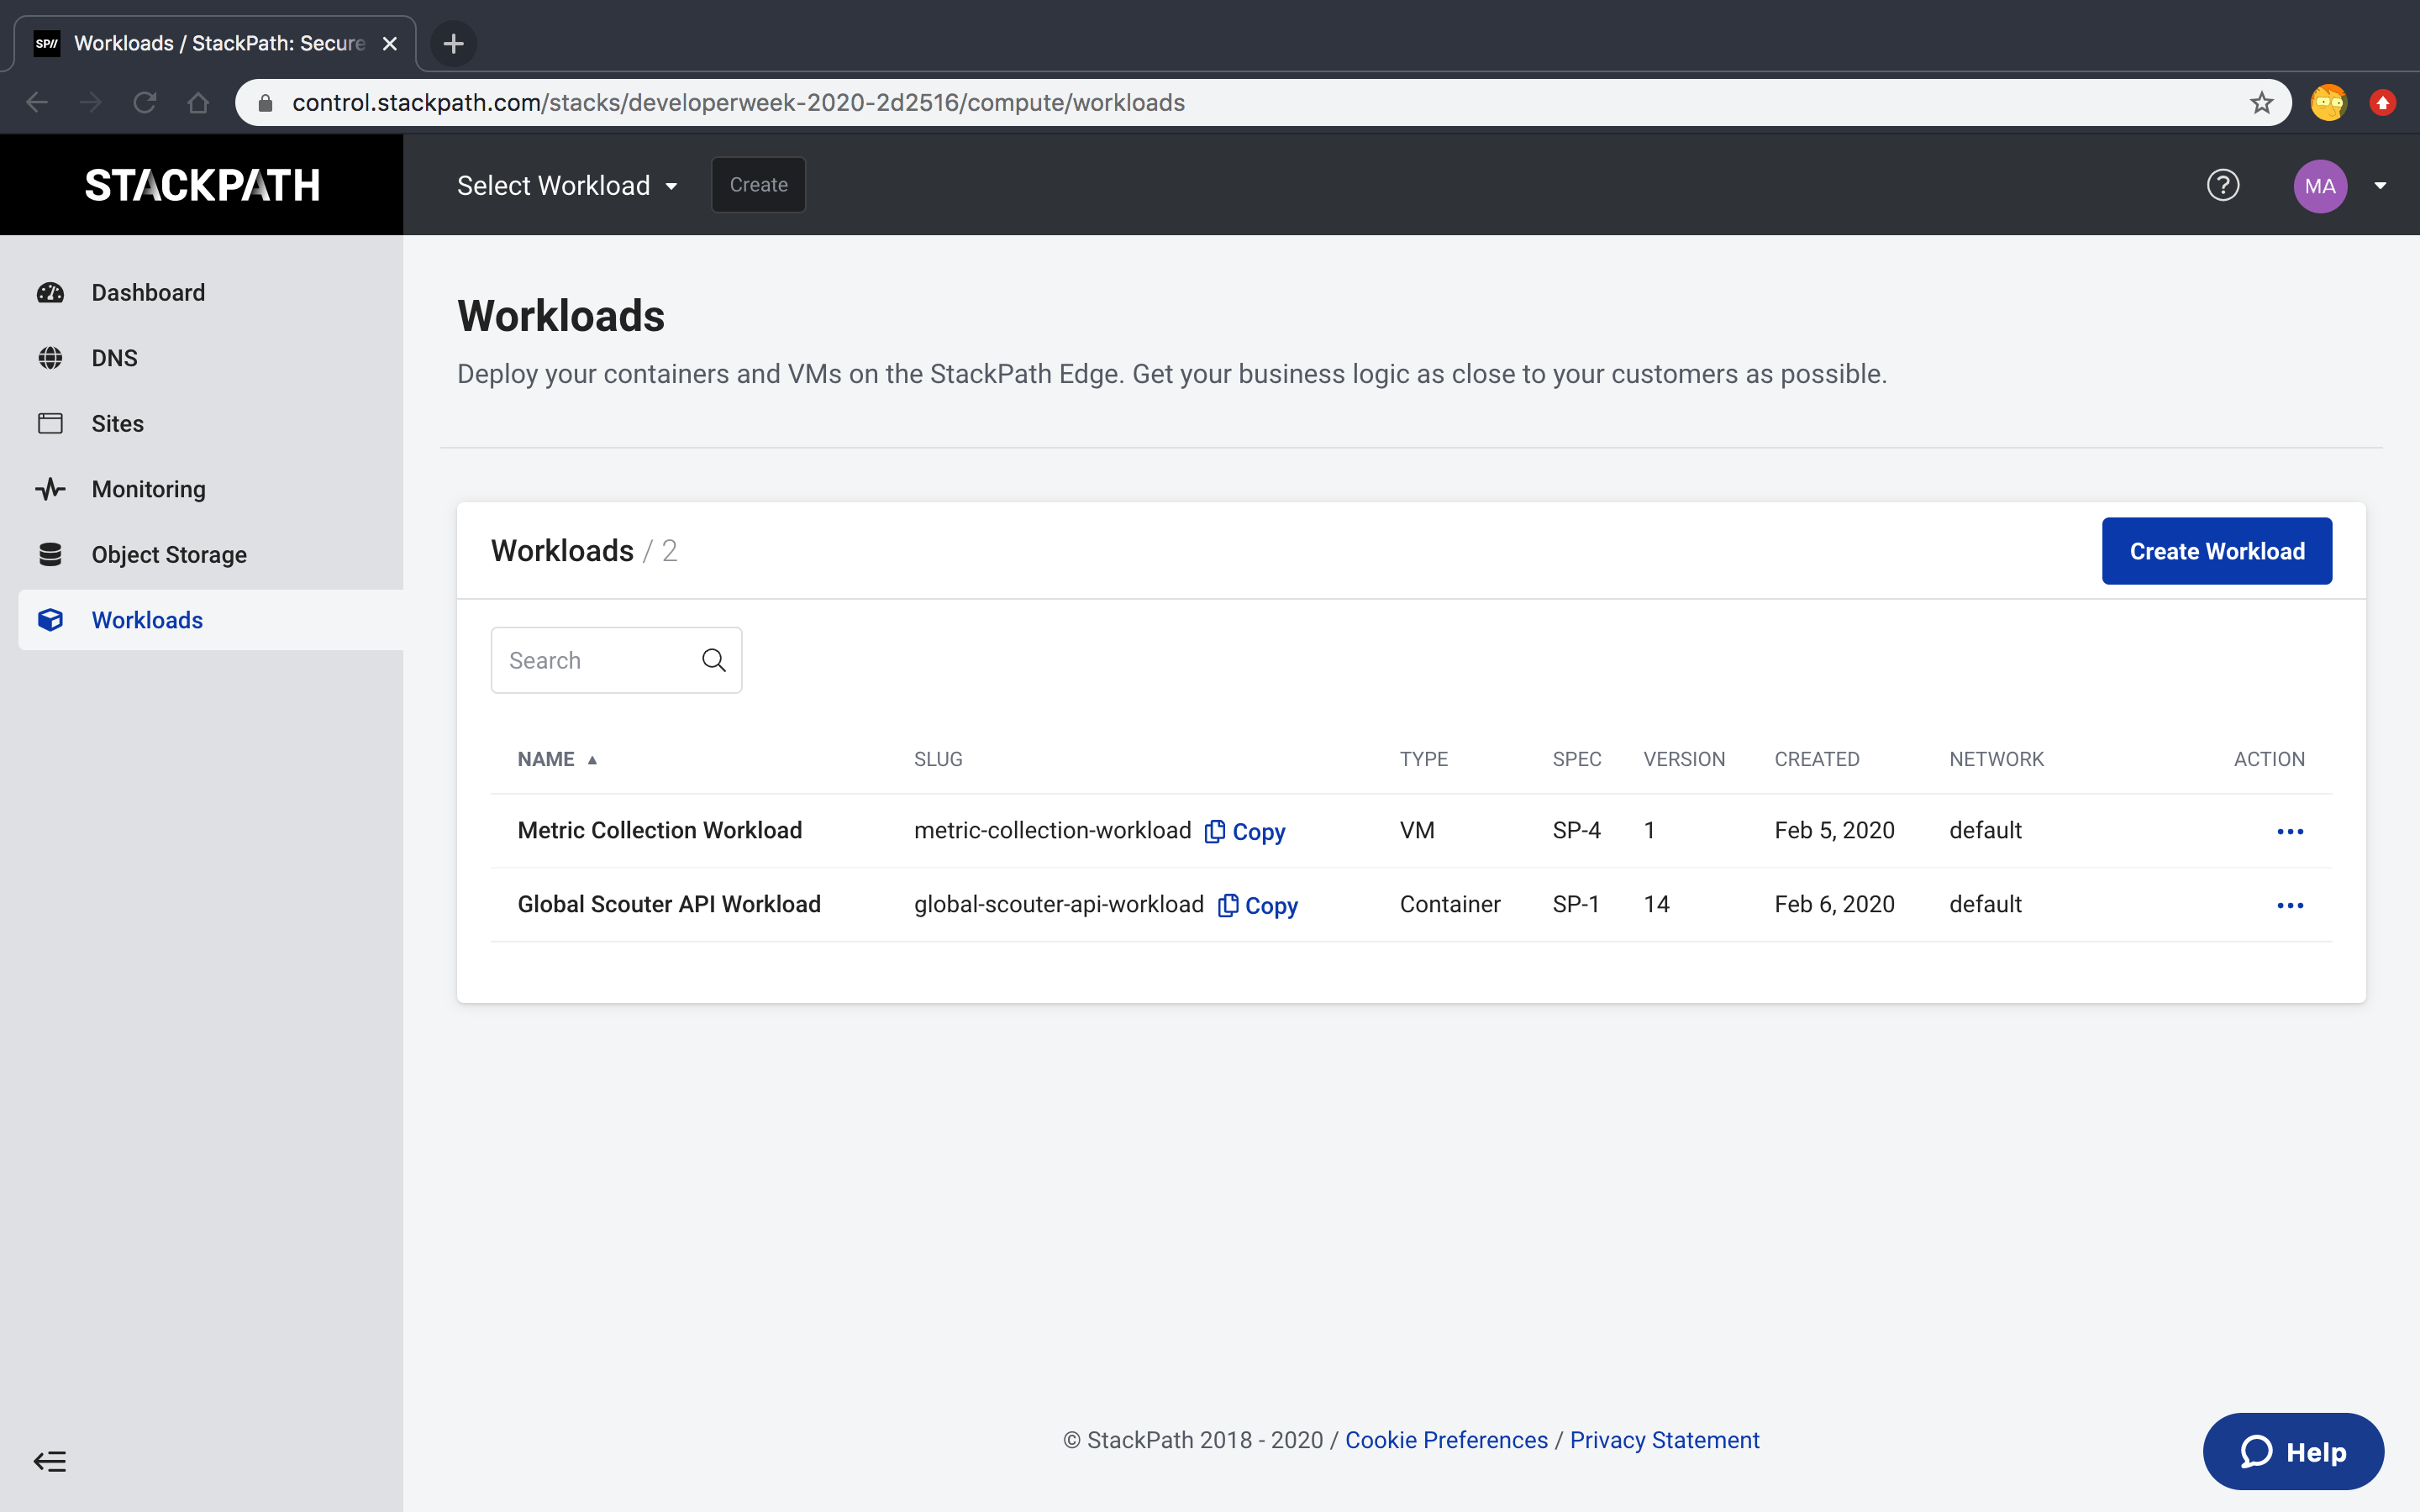 SP// Workloads / StackPath: Secure
control.stackpath.com/stacks/developerweek-2020-2d2516/compute/workloads
STACKPATH
Select Workload Create
? MA
Dashboard
DNS
Sites
Monitoring
Object Storage
Workloads
Workloads
Deploy your containers and VMs on the StackPath Edge. Get your business logic as close to your customers as possible.
Workloads / 2
Create Workload
Search
NAME ▲ SLUG TYPE SPEC VERSION CREATED NETWORK ACTION
Metric Collection Workload metric-collection-workload Copy VM SP-4 1 Feb 5, 2020 default
Global Scouter API Workload global-scouter-api-workload Copy Container SP-1 14 Feb 6, 2020 default
© StackPath 2018 - 2020 / Cookie Preferences / Privacy Statement
Help